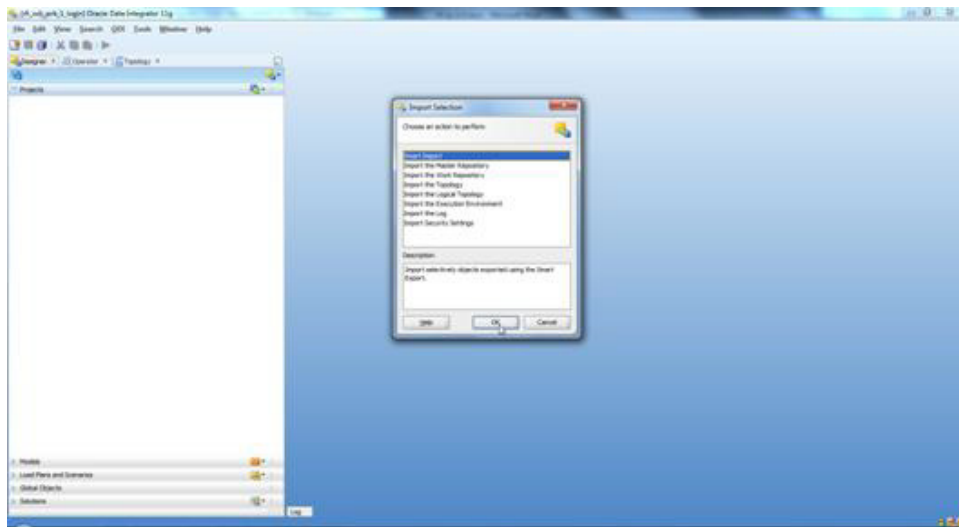 Oracle Data Integrator 11g
File Edit View Search ODI Tools Window Help
Designer Operator Topology
Projects
Import Selection
Choose an action to perform
Smart Import
Import the Master Repository
Import the Work Repository
Import the Topology
Import the Logical Topology
Import the Execution Environment
Import the Log
Import Security Settings
Description
Import selectively objects exported using the Smart
Export.
Help OK Cancel
Models
Load Plans and Scenarios
Global Objects
Solutions
Log